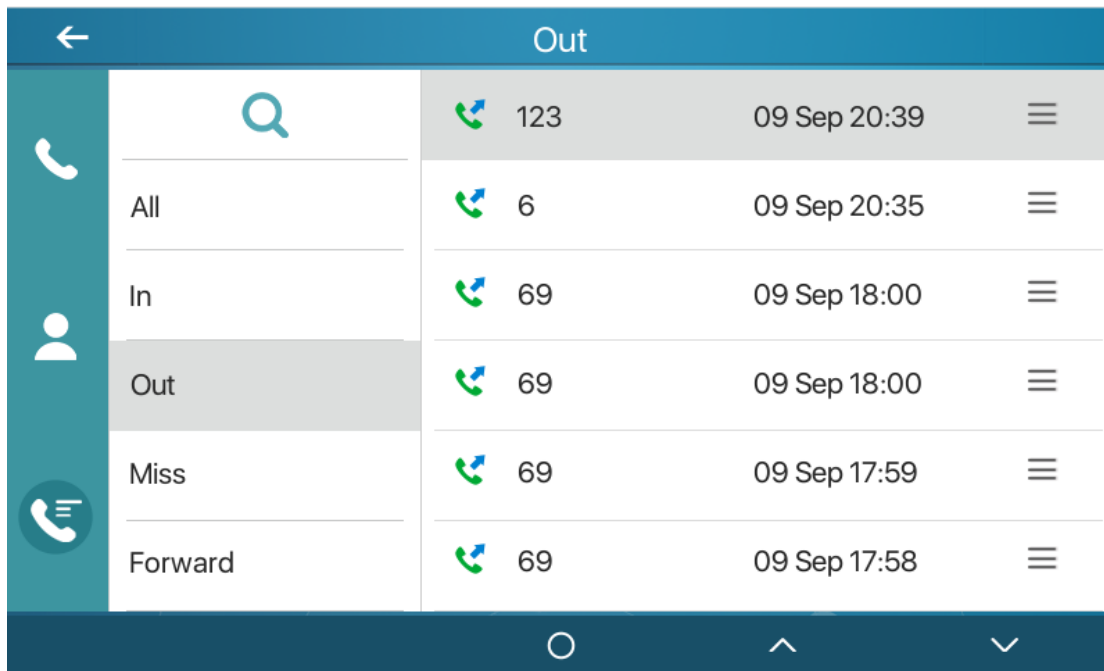 Out
All
In
Out
Miss
Forward
123 09 Sep 20:39
6 09 Sep 20:35
69 09 Sep 18:00
69 09 Sep 18:00
69 09 Sep 17:59
69 09 Sep 17:58